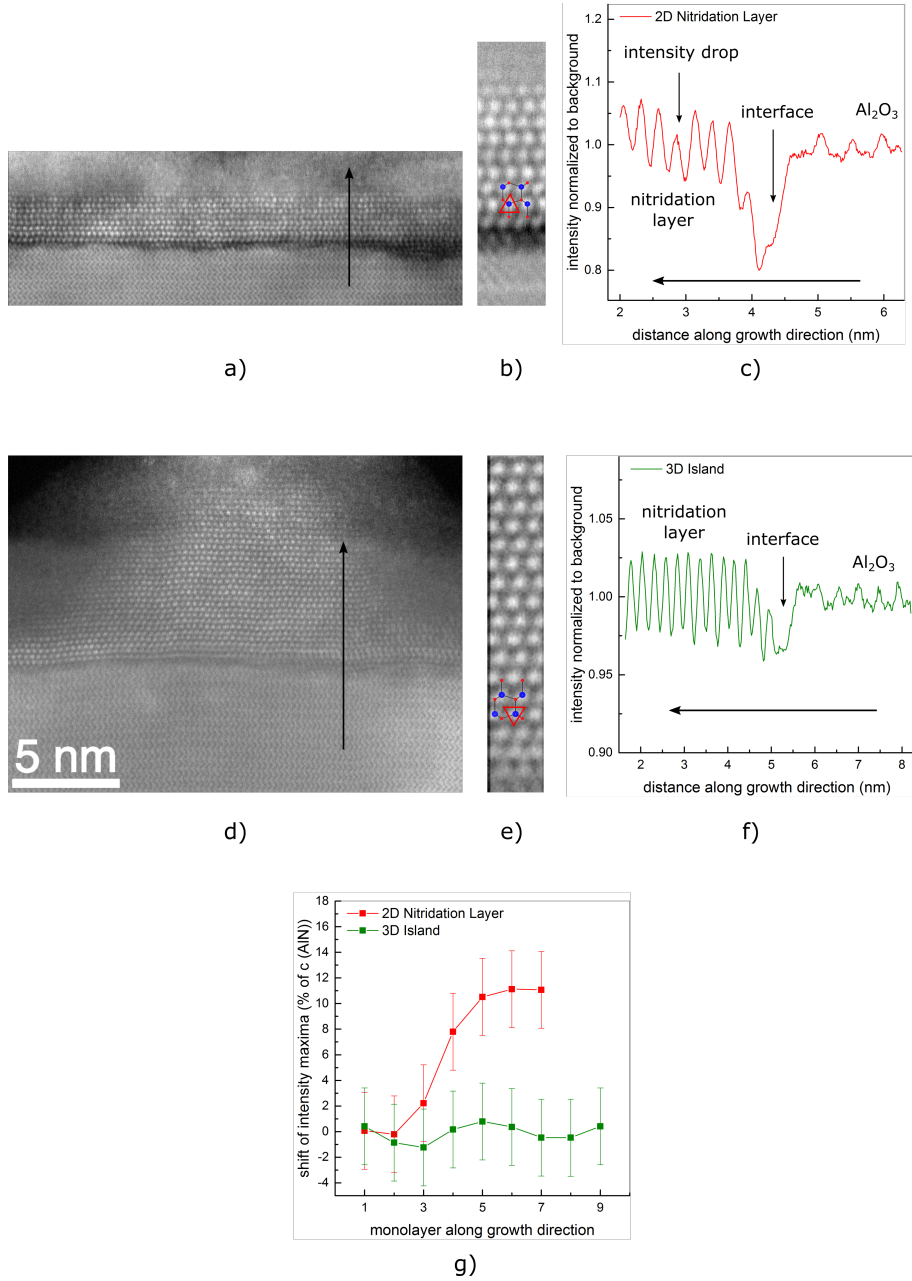 2D Nitridation Layer
intensity drop
interface
Al₂O₃
nitridation
layer
intensity normalized to background
1.2
1.1
1.0
0.9
0.8
2 3 4 5 6
distance along growth direction (nm)
a)
b)
c)
3D Island
nitridation
layer
interface
Al₂O₃
intensity normalized to background
1.05
1.00
0.95
0.90
2 3 4 5 6 7 8
distance along growth direction (nm)
5 nm
d)
e)
f)
2D Nitridation Layer
3D Island
shift of intensity maxima (% of c (AlN))
18
16
14
12
10
8
6
4
2
0
-2
-4
1 3 5 7 9
monolayer along growth direction
g)